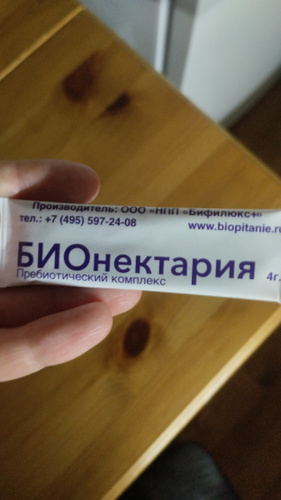 Производитель: ООО «НПП «Бифилюкс+»
тел.: +7 (495) 597-24-08 www.biopitanie.ru
БИОнектария 4г.
Пребиотический комплекс